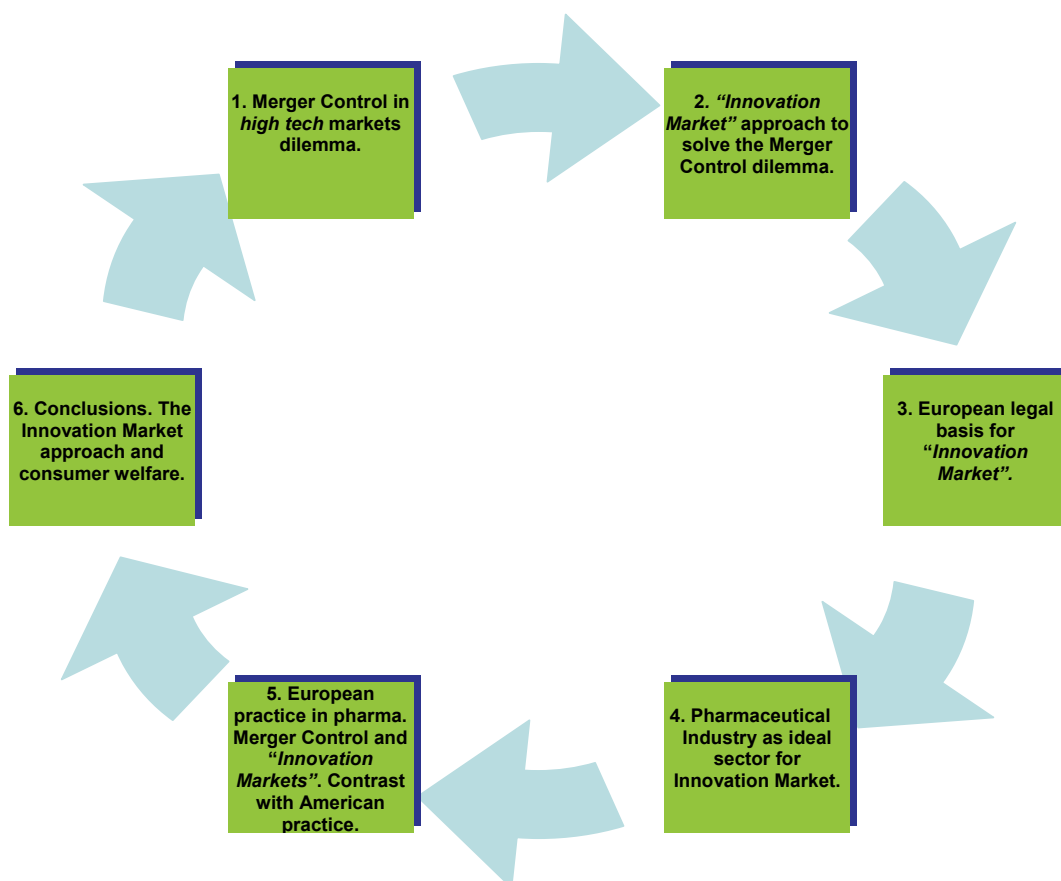 1. Merger Control in
high tech markets
dilemma.
2. “Innovation
Market” approach to
solve the Merger
Control dilemma.
3. European legal
basis for
“Innovation
Market”.
4. Pharmaceutical
Industry as ideal
sector for
Innovation Market.
5. European
practice in pharma.
Merger Control and
“Innovation
Markets”. Contrast
with American
practice.
6. Conclusions. The
Innovation Market
approach and
consumer welfare.